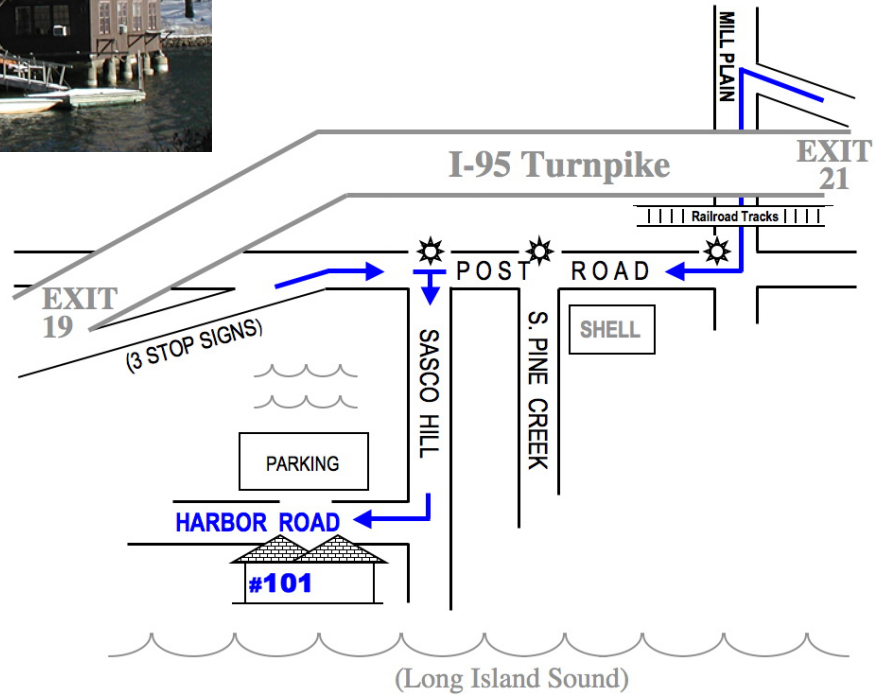 MILL PLAIN
I-95 Turnpike
EXIT
21
Railroad Tracks
POST ROAD
EXIT
19
(3 STOP SIGNS)
SASCO HILL
S. PINE CREEK
SHELL
PARKING
HARBOR ROAD
#101
(Long Island Sound)